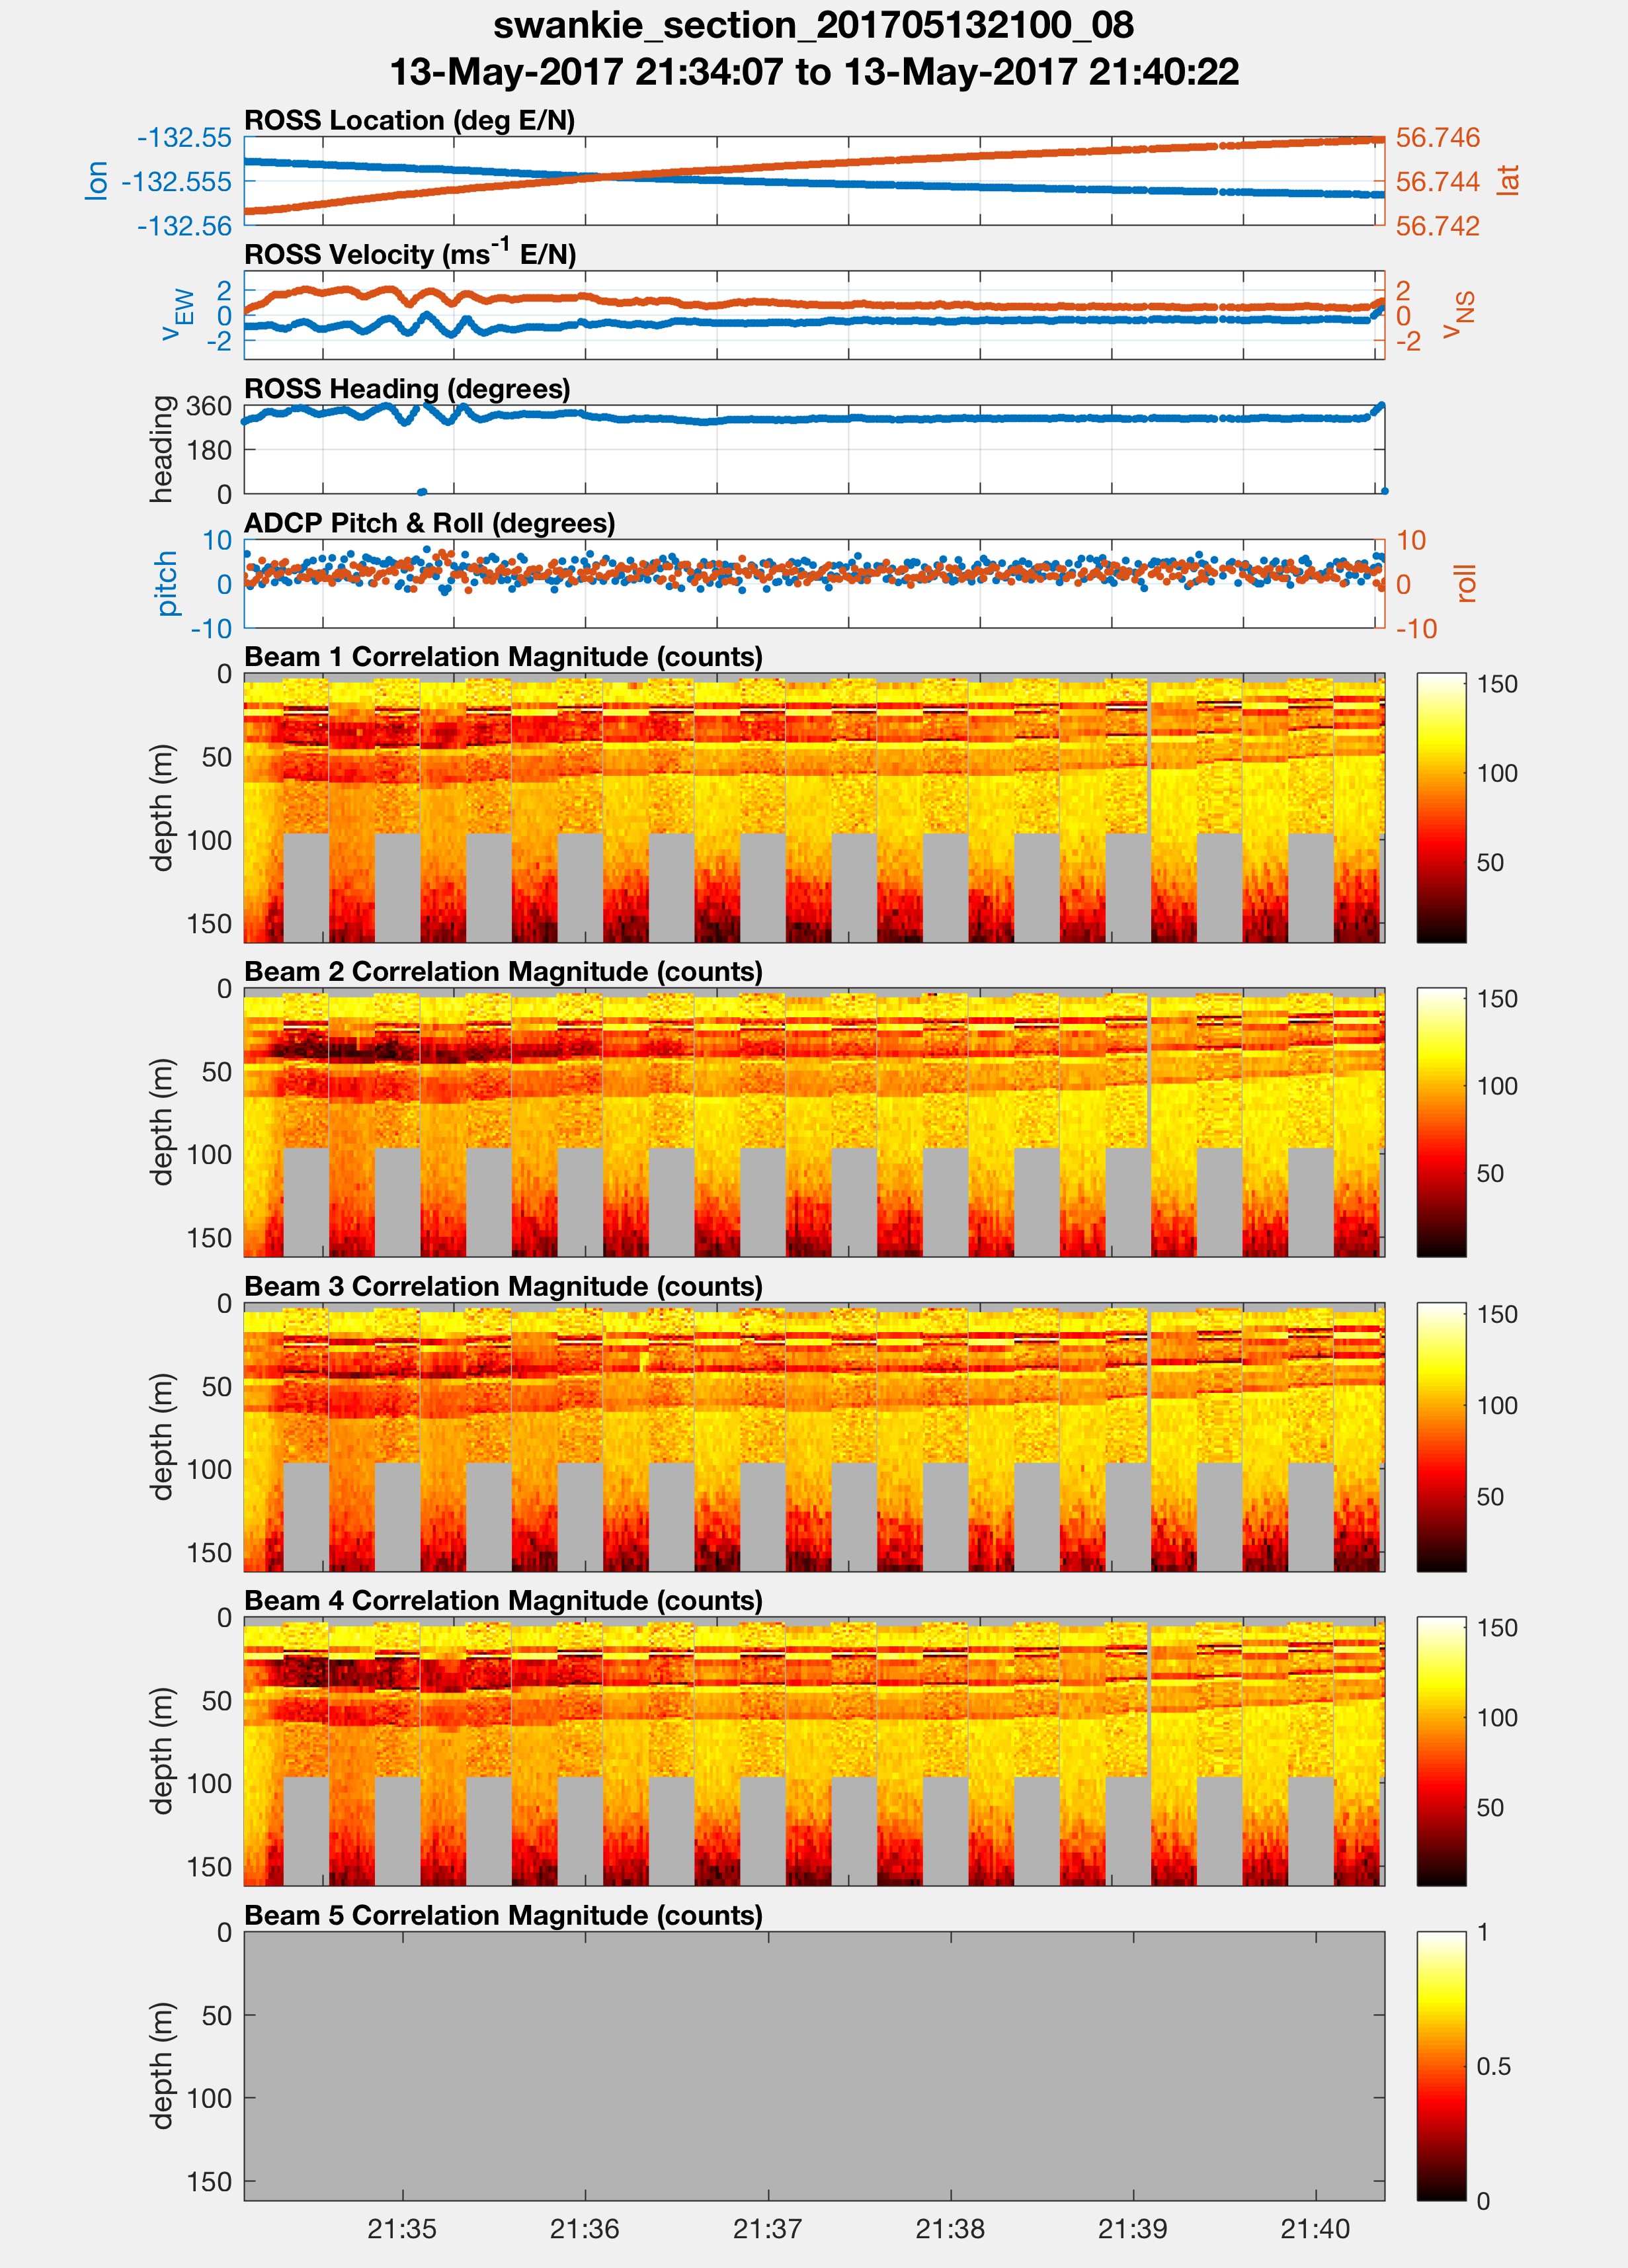 swankie_section_201705132100_08
13-May-2017 21:34:07 to 13-May-2017 21:40:22
ROSS Location (deg E/N)
-132.55
-132.555
-132.56
lon
56.746
56.744
56.742
lat
ROSS Velocity (ms-1 E/N)
2
0
-2
vEW
2
0
-2
vNS
ROSS Heading (degrees)
360
180
0
heading
ADCP Pitch & Roll (degrees)
10
0
-10
pitch
10
0
-10
roll
Beam 1 Correlation Magnitude (counts)
0
50
100
150
depth (m)
150
100
50
Beam 2 Correlation Magnitude (counts)
0
50
100
150
depth (m)
150
100
50
Beam 3 Correlation Magnitude (counts)
0
50
100
150
depth (m)
150
100
50
Beam 4 Correlation Magnitude (counts)
0
50
100
150
depth (m)
150
100
50
Beam 5 Correlation Magnitude (counts)
0
50
100
150
depth (m)
1
0.5
0
21:35 21:36 21:37 21:38 21:39 21:40